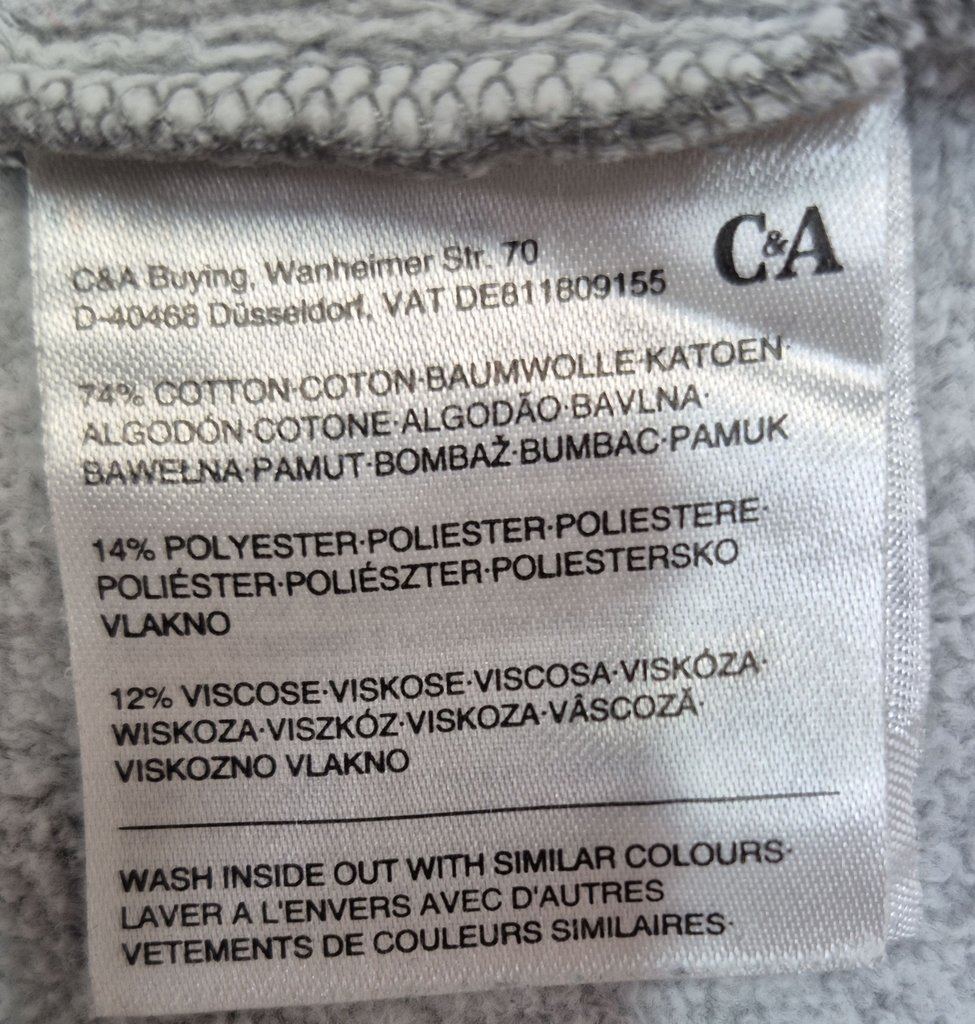 C&A
C&A Buying, Wanheimer Str. 70
D-40468 Düsseldorf, VAT DE811809155
74% COTTON·COTON·BAUMWOLLE·KATOEN·
ALGODÓN·COTONE·ALGODÃO·BAVLNA·
BAWEŁNA·PAMUT·BOMBAŽ·BUMBAC·PAMUK
14% POLYESTER·POLIESTER·POLIESTERE·
POLIÉSTER·POLIÉSZTER·POLIESTERSKO
VLAKNO
12% VISCOSE·VISKOSE·VISCOSA·VISKÓZA·
WISKOZA·VISZKÓZ·VISKOZA·VÂSCOZĂ·
VISKOZNO VLAKNO
WASH INSIDE OUT WITH SIMILAR COLOURS·
LAVER A L'ENVERS AVEC D'AUTRES
VETEMENTS DE COULEURS SIMILAIRES·